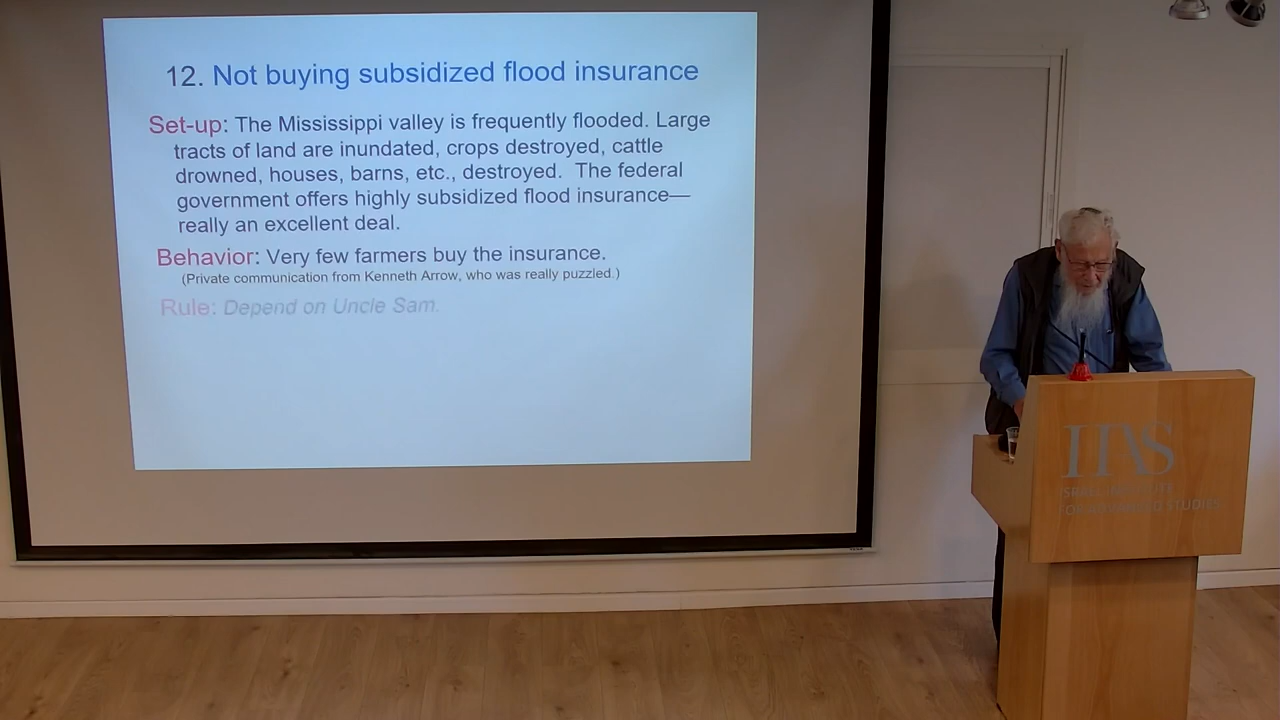 12. Not buying subsidized flood insurance
Set-up: The Mississippi valley is frequently flooded. Large
tracts of land are inundated, crops destroyed, cattle
drowned, houses, barns, etc., destroyed. The federal
government offers highly subsidized flood insurance—
really an excellent deal.
Behavior: Very few farmers buy the insurance.
(Private communication from Kenneth Arrow, who was really puzzled.)
Rule: Depend on Uncle Sam.
IIAS
ISRAEL INSTITUTE
FOR ADVANCED STUDIES